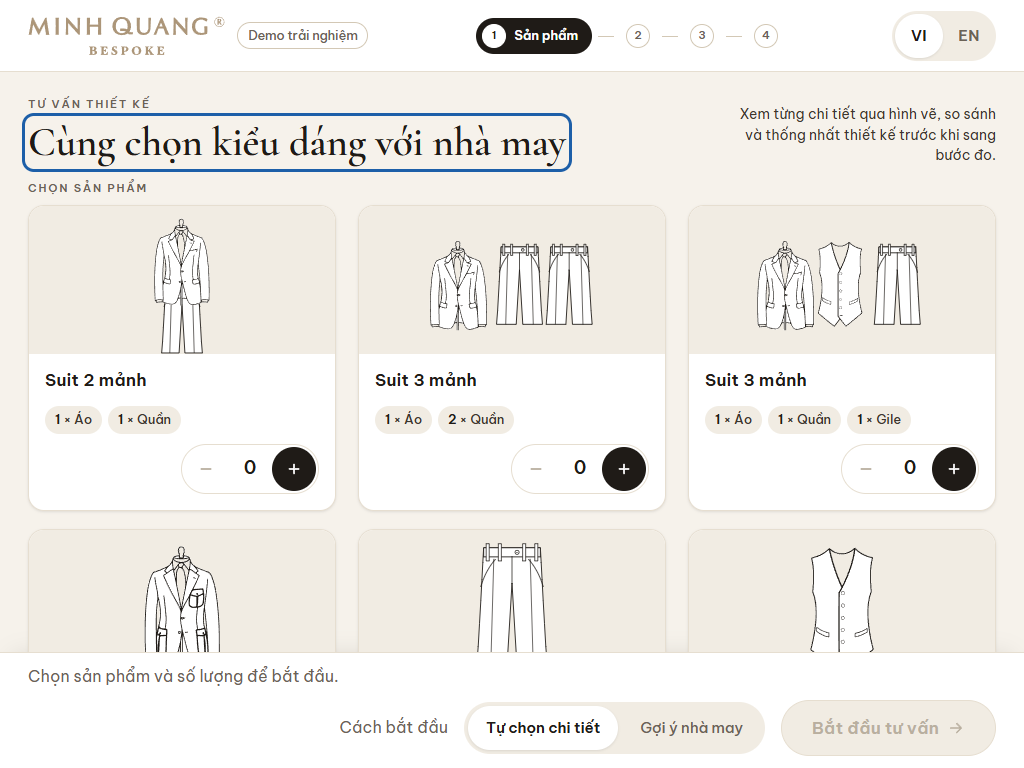 MINH QUANG®
BESPOKE
Demo trải nghiệm
1 Sản phẩm
2
3
4
VI
EN
TƯ VẤN THIẾT KẾ
Cùng chọn kiểu dáng với nhà may
Xem từng chi tiết qua hình vẽ, so sánh
và thống nhất thiết kế trước khi sang
bước đo.
CHỌN SẢN PHẨM
Suit 2 mảnh
1 × Áo
1 × Quần
− 0 +
Suit 3 mảnh
1 × Áo
2 × Quần
− 0 +
Suit 3 mảnh
1 × Áo
1 × Quần
1 × Gile
− 0 +
Chọn sản phẩm và số lượng để bắt đầu.
Cách bắt đầu
Tự chọn chi tiết
Gợi ý nhà may
Bắt đầu tư vấn →